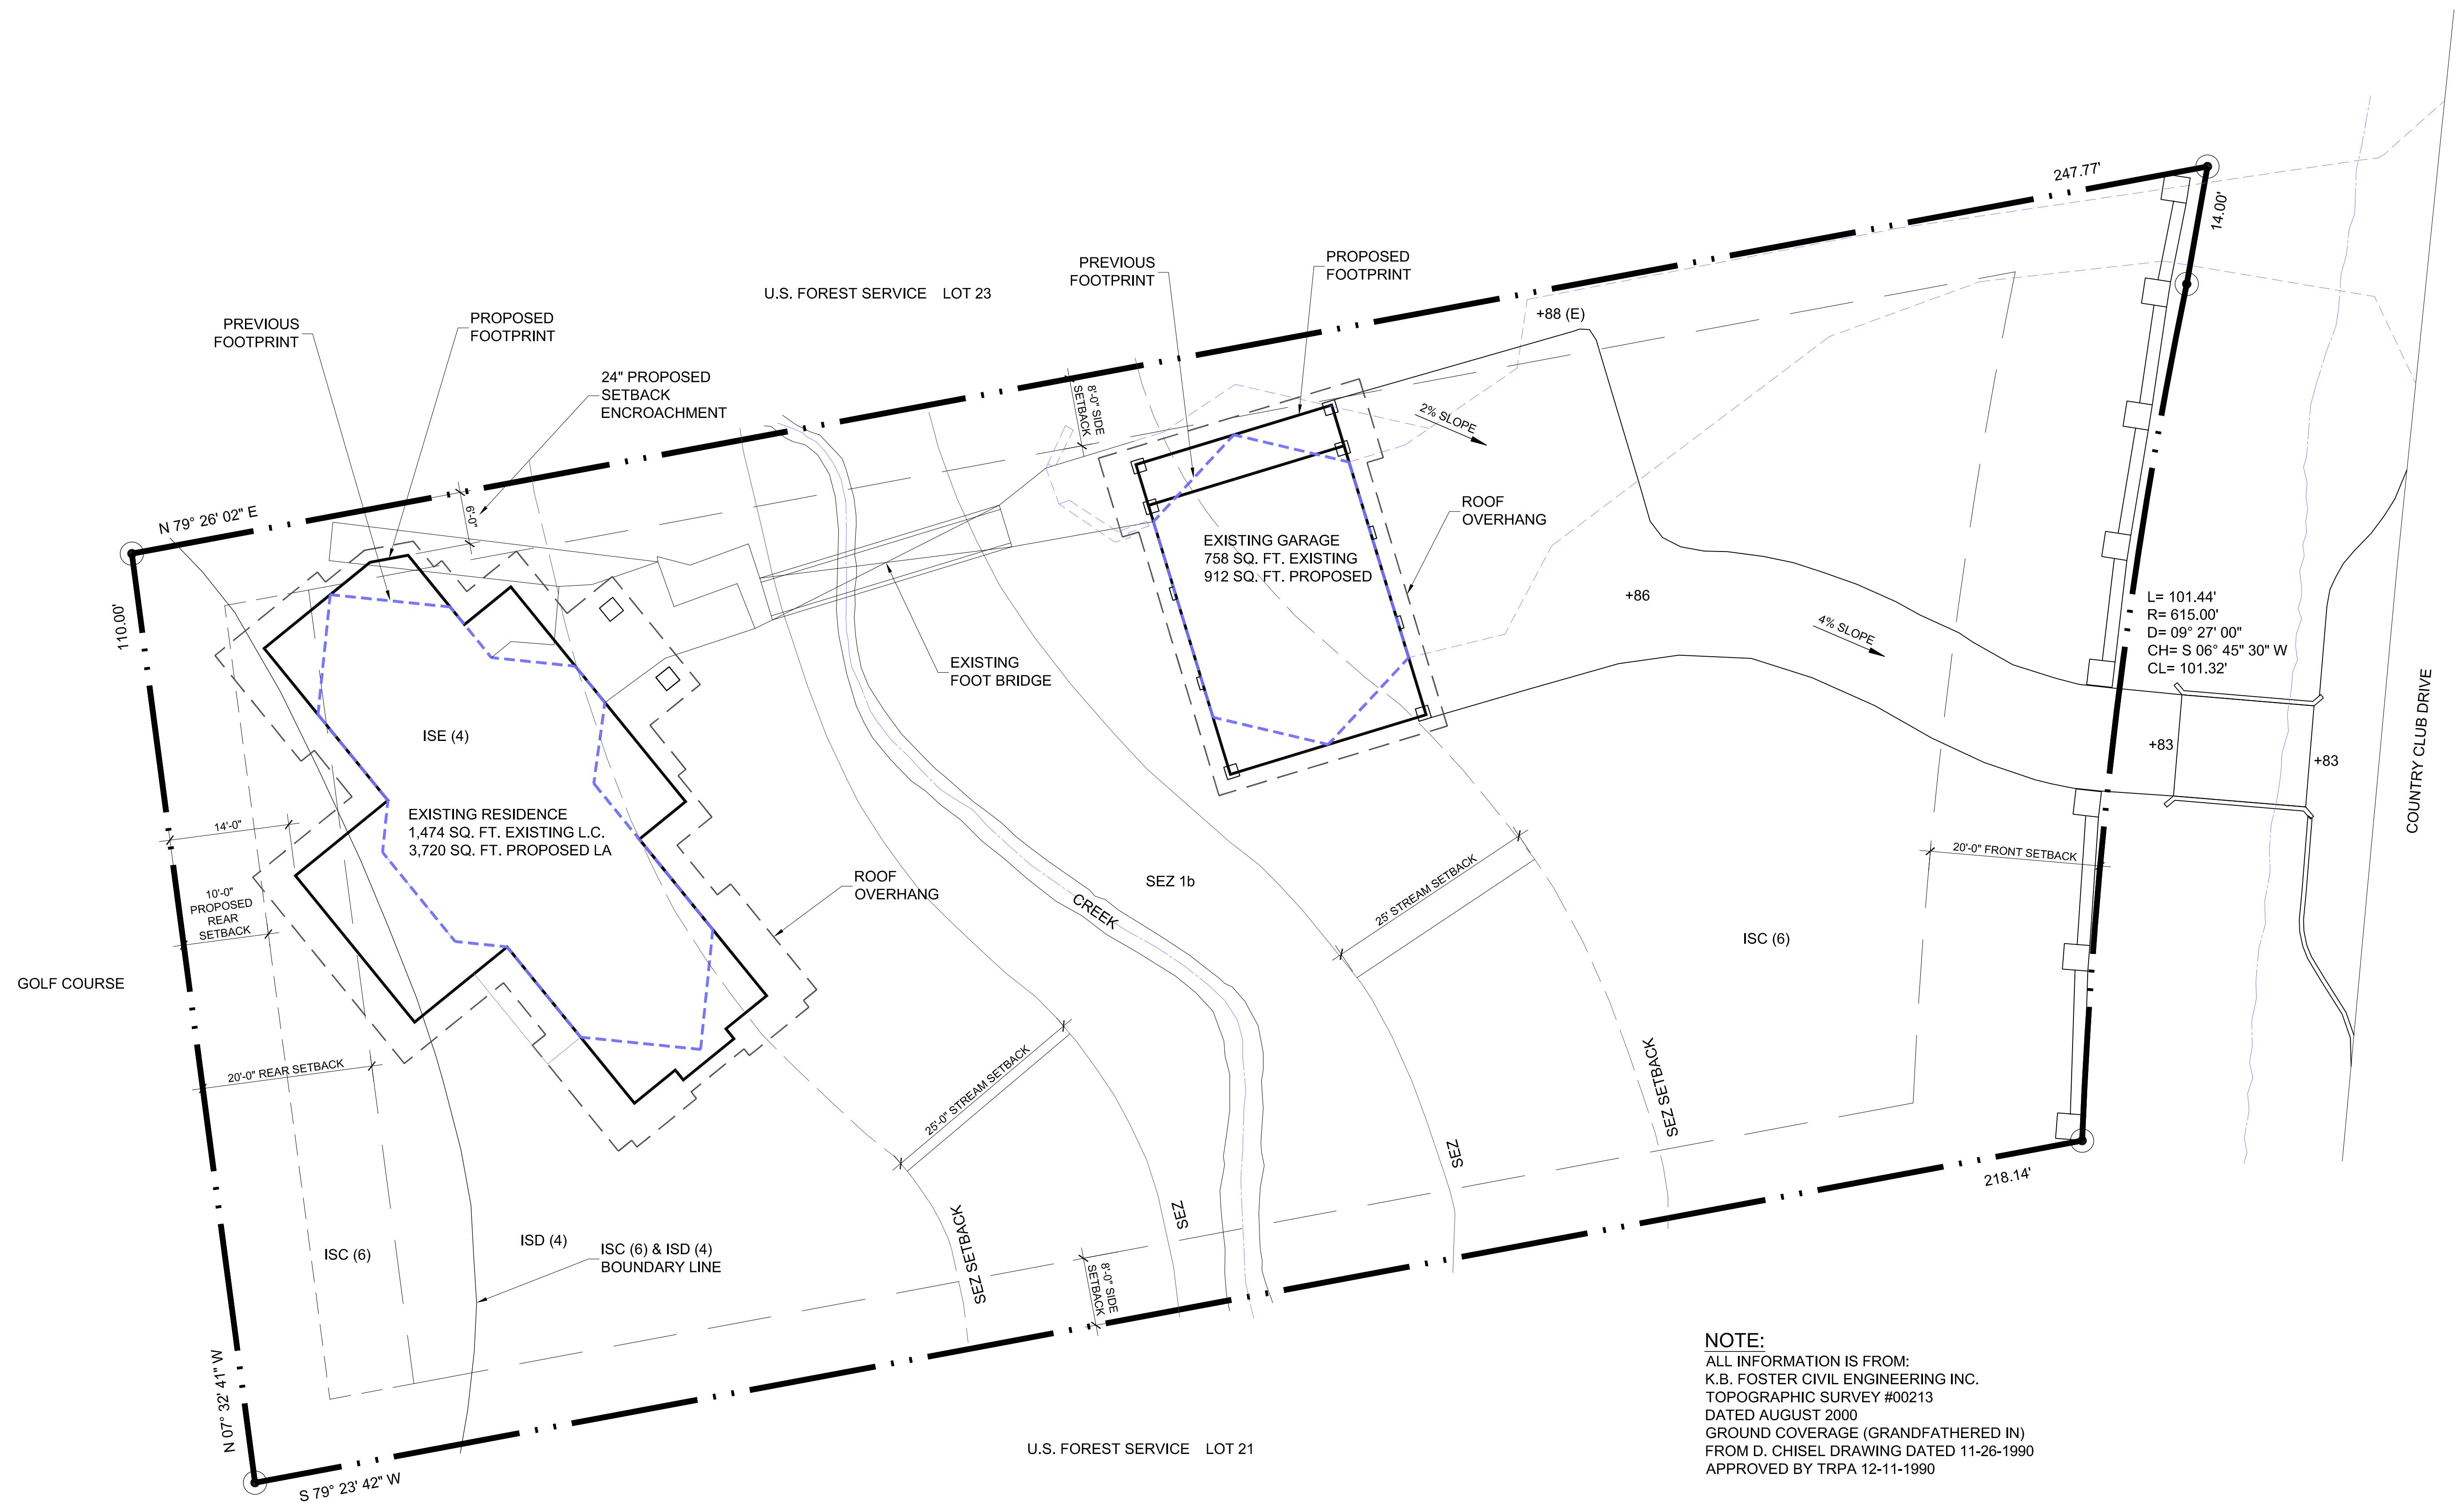 247.77'
14.00'
U.S. FOREST SERVICE LOT 23
PREVIOUS
FOOTPRINT
PROPOSED
FOOTPRINT
PREVIOUS
FOOTPRINT
PROPOSED
FOOTPRINT
24" PROPOSED
SETBACK
ENCROACHMENT
+88 (E)
8'-0" SIDE
SETBACK
2% SLOPE
N 79° 26' 02" E
6'-0"
ROOF
OVERHANG
EXISTING GARAGE
758 SQ. FT. EXISTING
912 SQ. FT. PROPOSED
110.00'
+86
4% SLOPE
L= 101.44'
R= 615.00'
D= 09° 27' 00"
CH= S 06° 45" 30" W
CL= 101.32'
EXISTING
FOOT BRIDGE
COUNTRY CLUB DRIVE
ISE (4)
+83
+83
EXISTING RESIDENCE
1,474 SQ. FT. EXISTING L.C.
3,720 SQ. FT. PROPOSED LA
14'-0"
20'-0" FRONT SETBACK
ROOF
OVERHANG
SEZ 1b
25' STREAM SETBACK
10'-0"
PROPOSED
REAR
SETBACK
CREEK
ISC (6)
GOLF COURSE
20'-0" REAR SETBACK
25'-0" STREAM SETBACK
SEZ SETBACK
SEZ
218.14'
SEZ
SEZ SETBACK
ISC (6)
ISD (4)
ISC (6) & ISD (4)
BOUNDARY LINE
8'-0" SIDE
SETBACK
N 07° 32' 41" W
S 79° 23' 42" W
U.S. FOREST SERVICE LOT 21
NOTE:
ALL INFORMATION IS FROM:
K.B. FOSTER CIVIL ENGINEERING INC.
TOPOGRAPHIC SURVEY #00213
DATED AUGUST 2000
GROUND COVERAGE (GRANDFATHERED IN)
FROM D. CHISEL DRAWING DATED 11-26-1990
APPROVED BY TRPA 12-11-1990